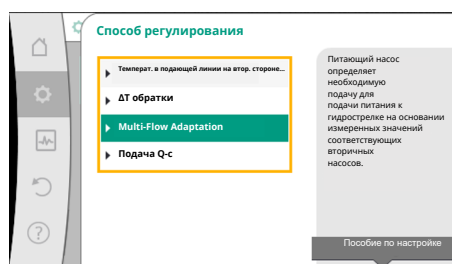 Способ регулирования
Температ. в подающей линии на втор. стороне...
ΔT обратки
Multi-Flow Adaptation
Подача Q-c
Питающий насос
определяет
необходимую
подачу для
подачи питания к
гидрострелке на основании
измеренных значений
соответствующих
вторичных
насосов.
Пособие по настройке